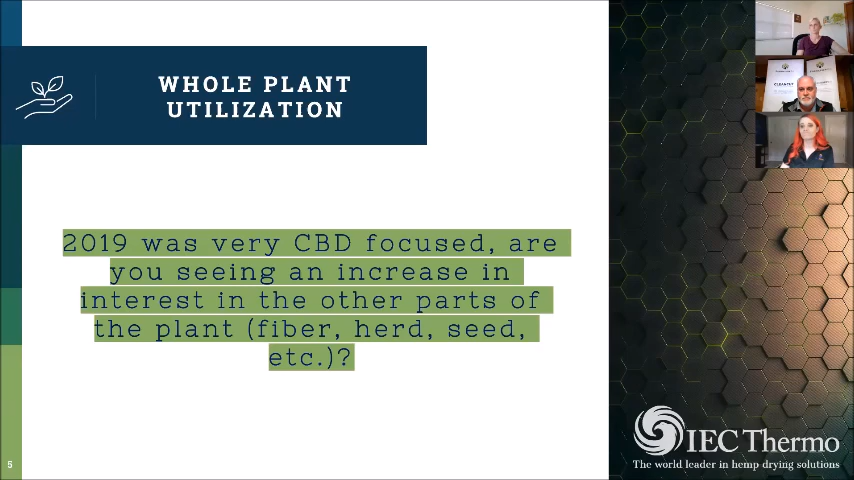 WHOLE PLANT
UTILIZATION
2019 was very CBD focused, are
you seeing an increase in
interest in the other parts of
the plant (fiber, herd, seed,
etc.)?
5
IEC Thermo
The world leader in hemp drying solutions